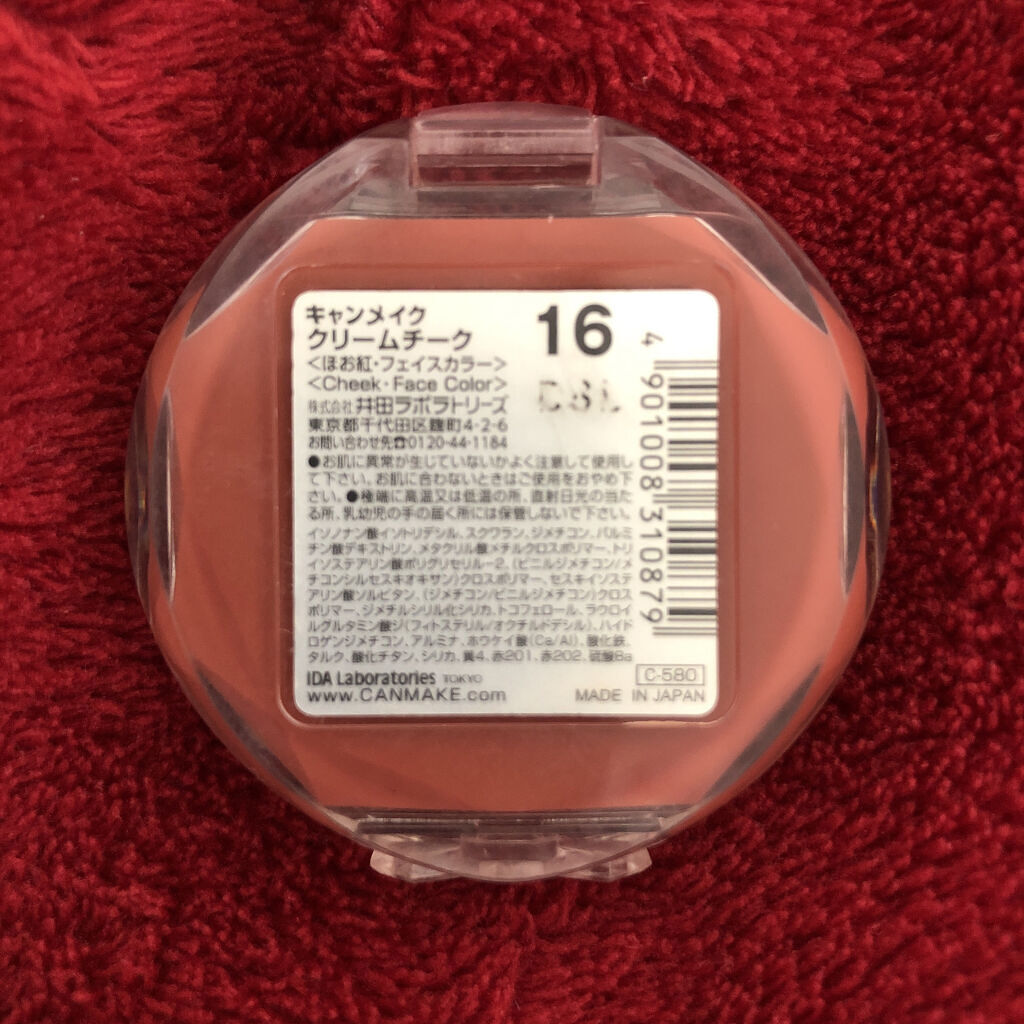 キャンメイク
クリームチーク
16
<ほお紅・フェイスカラー>
<Cheek・Face Color>
株式会社 井田ラボラトリーズ
東京都千代田区麹町4-2-6
お問い合わせ先☎0120-44-1184
●お肌に異常が生じていないかよく注意して使用し
て下さい。お肌に合わないときはご使用をおやめ下
さい。●極端に高温又は低温の所、直射日光の当た
る所、乳幼児の手の届く所には保管しないで下さい。
イソノナン酸イソトリデシル、スクワラン、ジメチコン、パルミ
チン酸デキストリン、メタクリル酸メチルクロスポリマー、トリ
イソステアリン酸ポリグリセリル-2、(ビニルジメチコン/メ
チコンシルセスキオキサン)クロスポリマー、セスキイソステ
アリン酸ソルビタン、(ジメチコン/ビニルジメチコン)クロス
ポリマー、ジメチルシリル化シリカ、トコフェロール、ラウロイ
ルグルタミン酸ジ(フィトステリル/オクチルドデシル)、ハイド
ロゲンジメチコン、アルミナ、ホウケイ酸(Ca/Al)、酸化鉄、
タルク、酸化チタン、シリカ、黄4、赤201、赤202、硫酸Ba
IDA Laboratories TOKYO
www.CANMAKE.com
C-580
MADE IN JAPAN
4 901008 310879